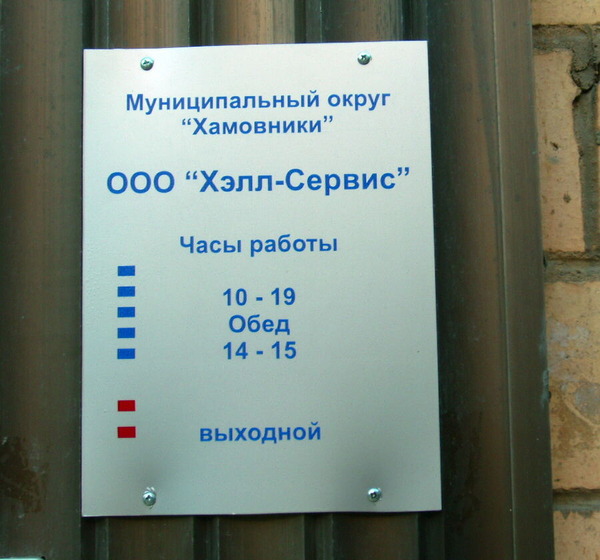 Муниципальный округ
“Хамовники”
ООО “Хэлл-Сервис”
Часы работы
10 - 19
Обед
14 - 15
выходной